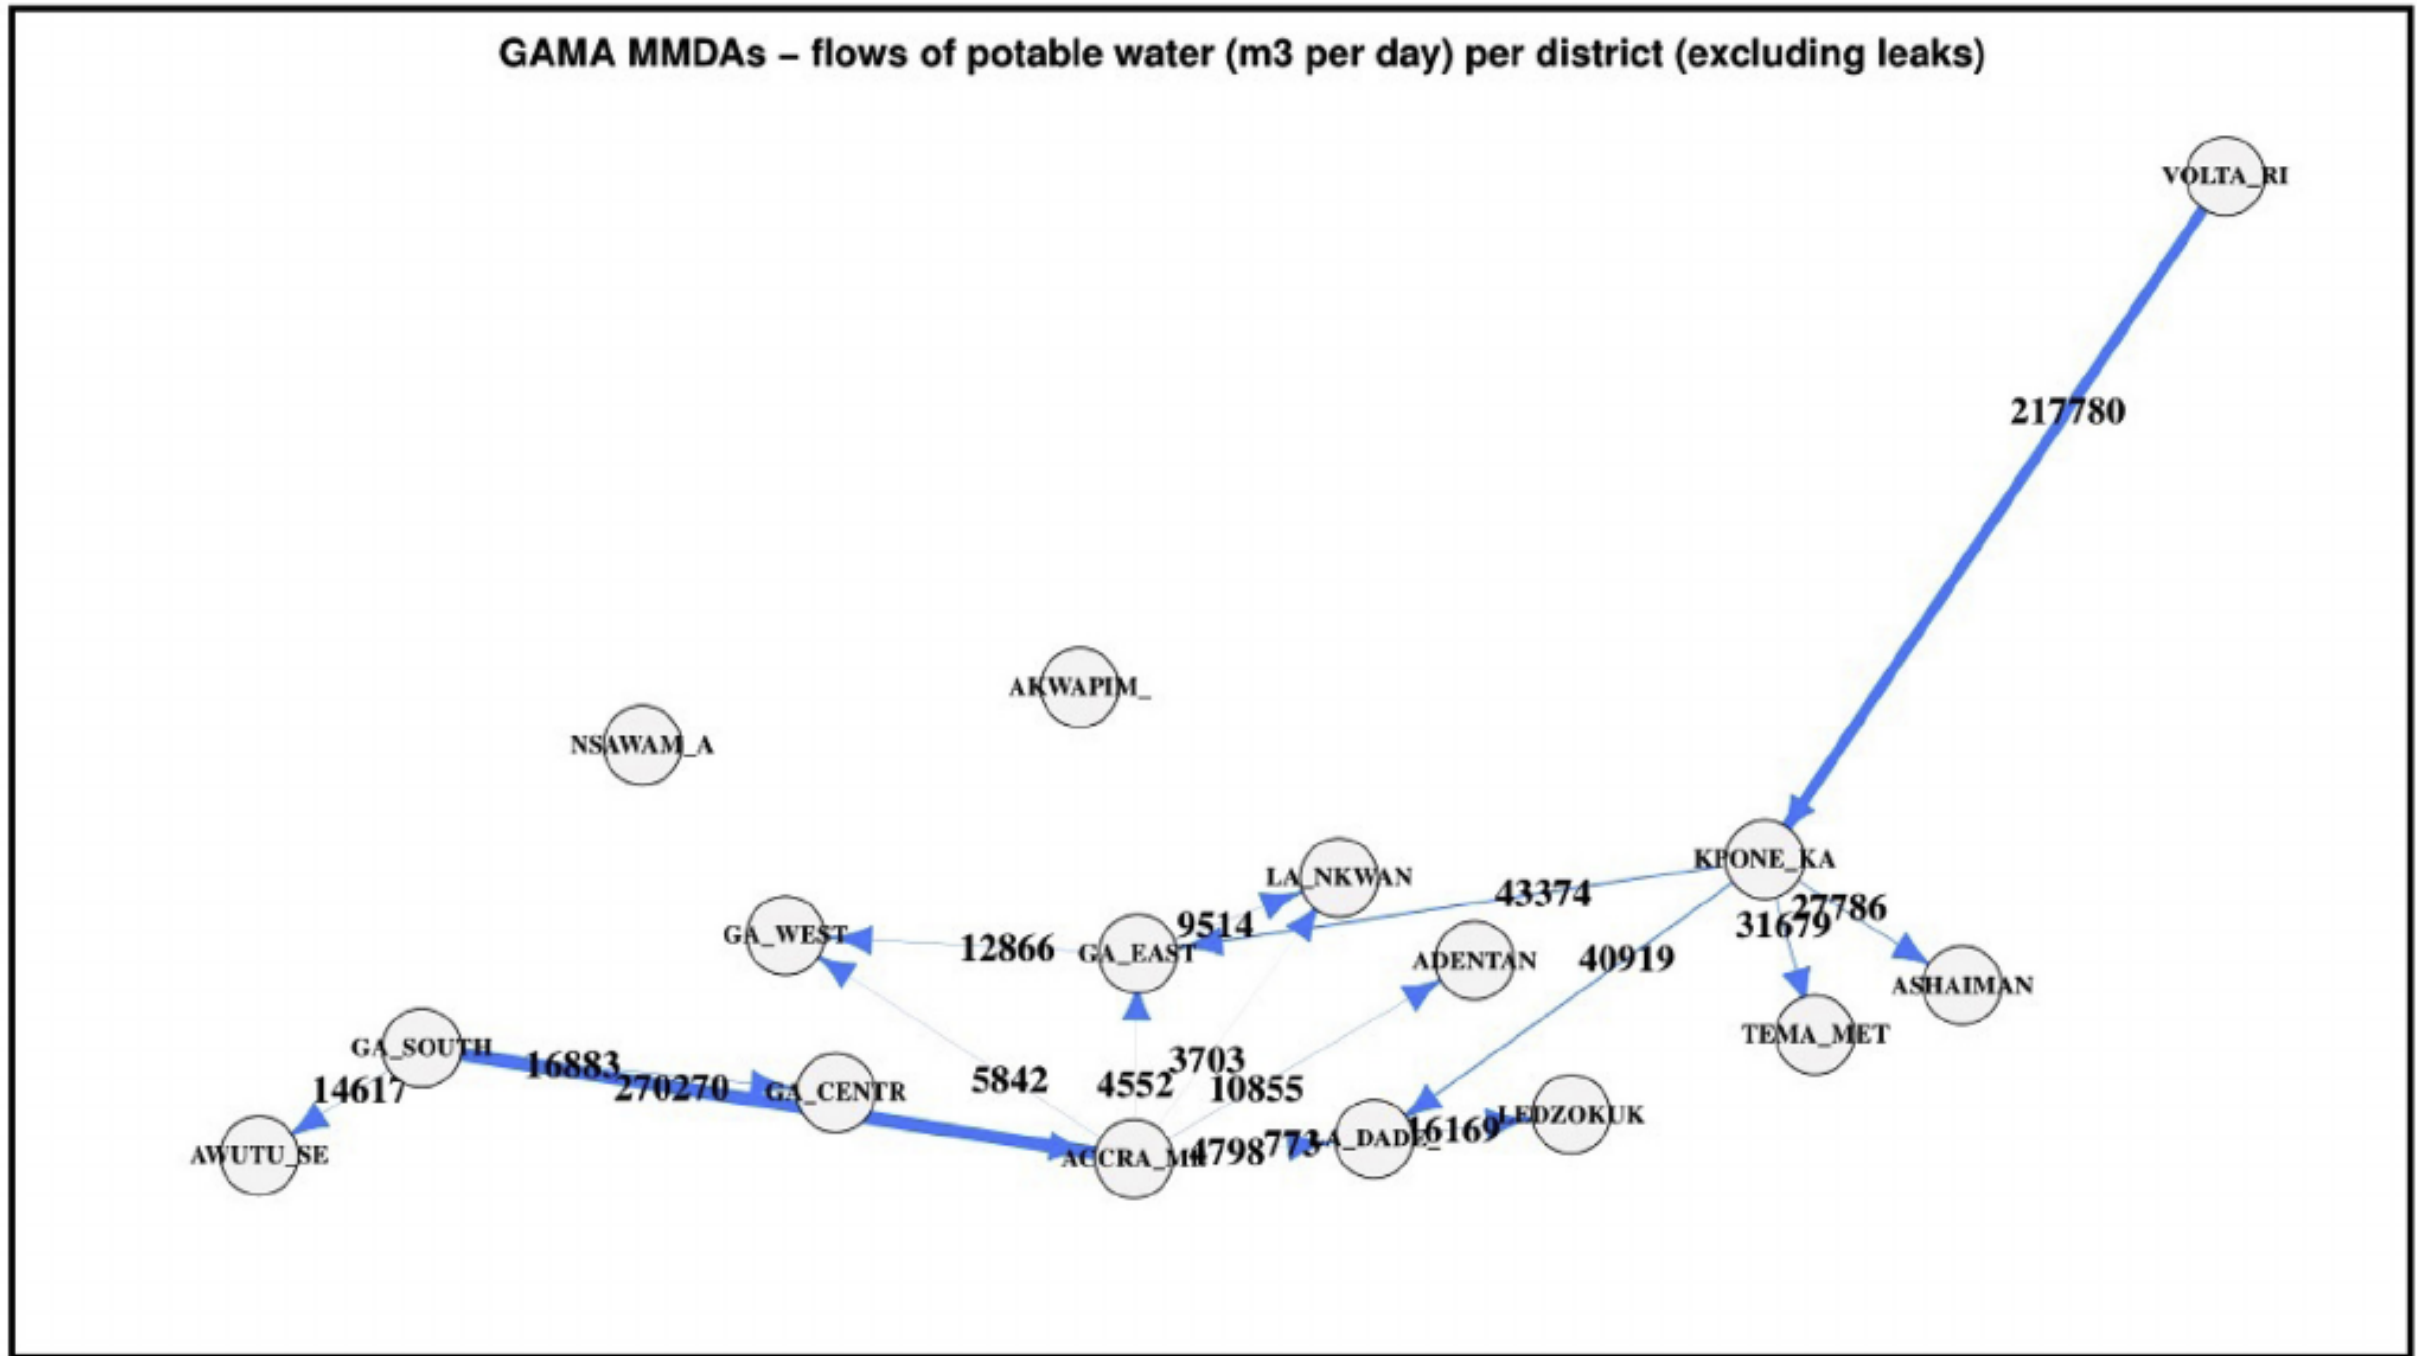 GAMA MMDAs – flows of potable water (m3 per day) per district (excluding leaks)
VOLTA_RI
217780
AKWAPIM_
NSAWAM_A
KPONE_KA
LA_NKWAN
43374
27786
31679
9514
GA_WEST
12866
GA_EAST
ADENTAN
40919
ASHAIMAN
TEMA_MET
GA_SOUTH
16883
270270
14617
GA_CENTR
5842
4552
3703
10855
AWUTU_SE
ACCRA_M
4798
773
LA_DADE_
16169
LEDZOKUK